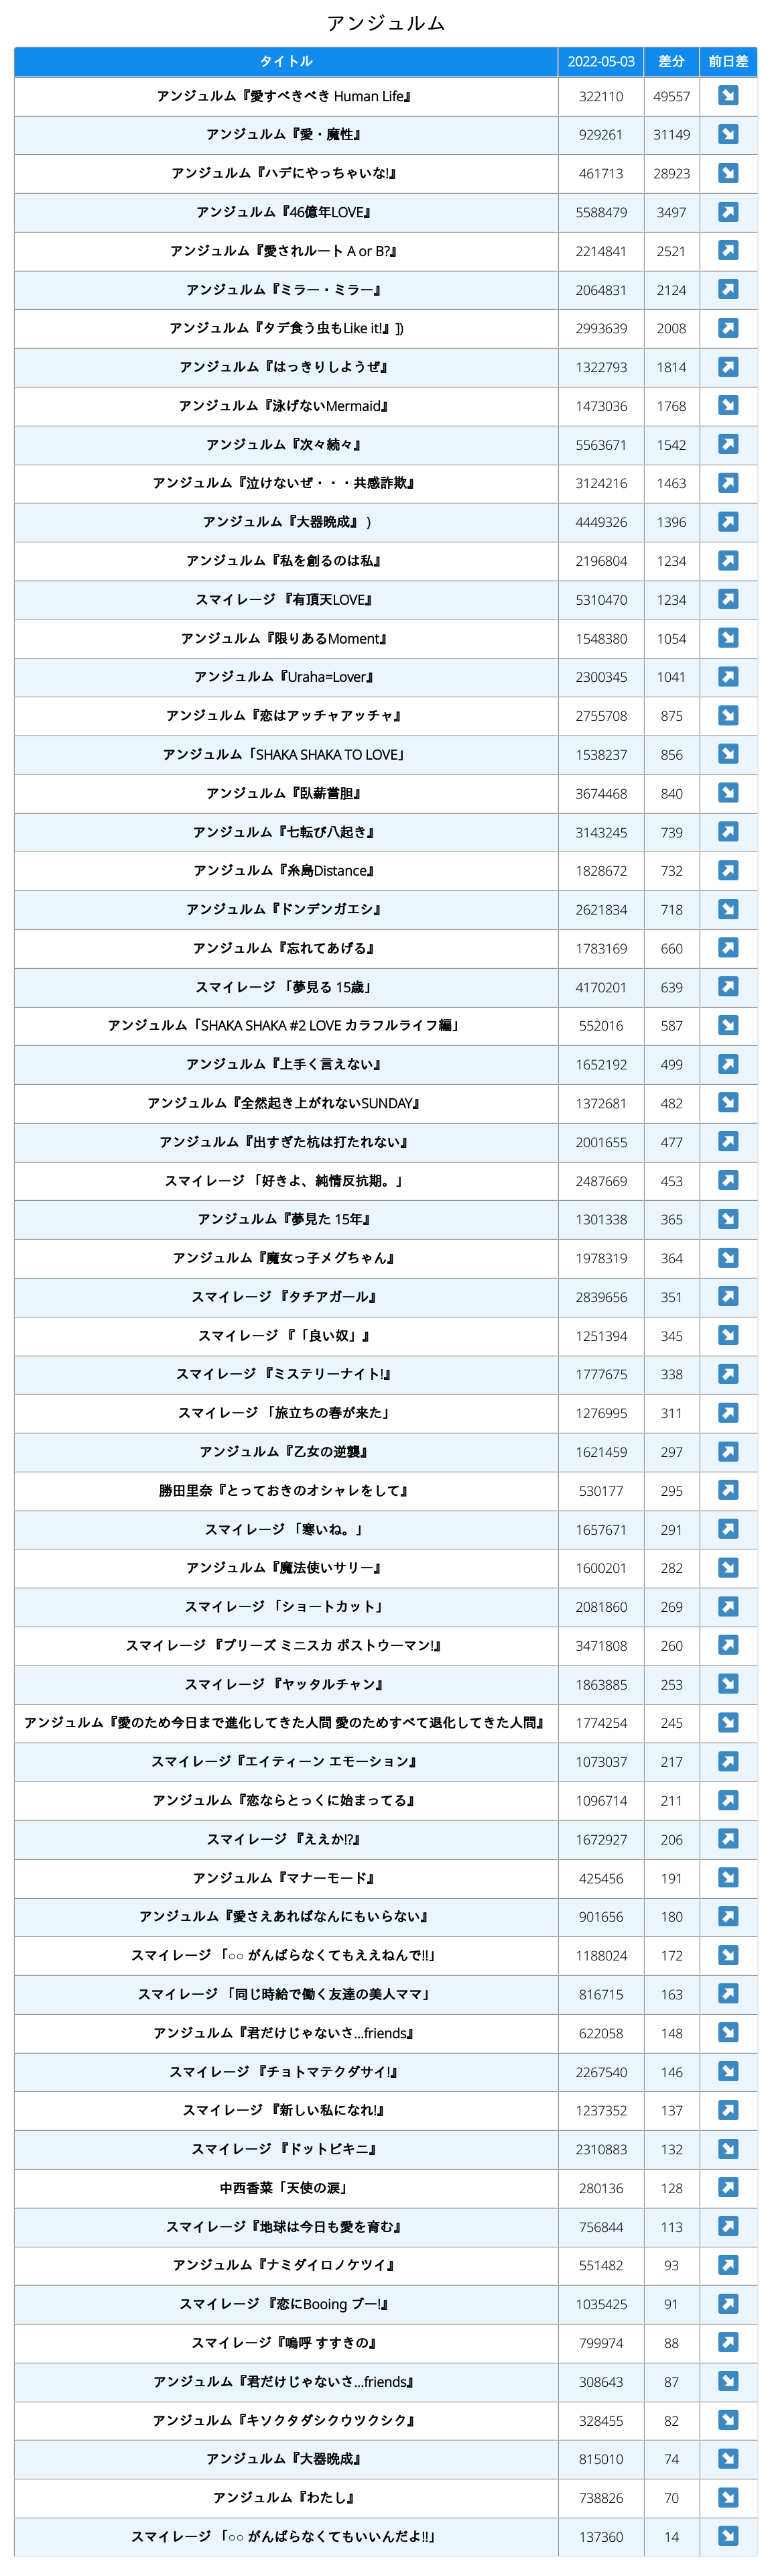 アンジュルム
タイトル 2022-05-03 差分 前日差
アンジュルム『愛すべきべき Human Life』 322110 49557 ↘
アンジュルム『愛・魔性』 929261 31149 ↘
アンジュルム『ハデにやっちゃいな!』 461713 28923 ↘
アンジュルム『46億年LOVE』 5588479 3497 ↗
アンジュルム『愛されルート A or B?』 2214841 2521 ↗
アンジュルム『ミラー・ミラー』 2064831 2124 ↗
アンジュルム『タデ食う虫もLike it!』]) 2993639 2008 ↗
アンジュルム『はっきりしようぜ』 1322793 1814 ↗
アンジュルム『泳げないMermaid』 1473036 1768 ↘
アンジュルム『次々続々』 5563671 1542 ↗
アンジュルム『泣けないぜ・・・共感詐欺』 3124216 1463 ↗
アンジュルム『大器晩成』 ) 4449326 1396 ↗
アンジュルム『私を創るのは私』 2196804 1234 ↗
スマイレージ 『有頂天LOVE』 5310470 1234 ↗
アンジュルム『限りあるMoment』 1548380 1054 ↘
アンジュルム『Uraha=Lover』 2300345 1041 ↗
アンジュルム『恋はアッチャアッチャ』 2755708 875 ↘
アンジュルム「SHAKA SHAKA TO LOVE」 1538237 856 ↘
アンジュルム『臥薪嘗胆』 3674468 840 ↘
アンジュルム『七転び八起き』 3143245 739 ↗
アンジュルム『糸島Distance』 1828672 732 ↗
アンジュルム『ドンデンガエシ』 2621834 718 ↘
アンジュルム『忘れてあげる』 1783169 660 ↗
スマイレージ 「夢見る 15歳」 4170201 639 ↗
アンジュルム「SHAKA SHAKA #2 LOVE カラフルライフ編」 552016 587 ↘
アンジュルム『上手く言えない』 1652192 499 ↗
アンジュルム『全然起き上がれないSUNDAY』 1372681 482 ↘
アンジュルム『出すぎた杭は打たれない』 2001655 477 ↗
スマイレージ 「好きよ、純情反抗期。」 2487669 453 ↗
アンジュルム『夢見た 15年』 1301338 365 ↘
アンジュルム『魔女っ子メグちゃん』 1978319 364 ↘
スマイレージ 『タチアガール』 2839656 351 ↗
スマイレージ 『「良い奴」』 1251394 345 ↘
スマイレージ 『ミステリーナイト!』 1777675 338 ↗
スマイレージ 「旅立ちの春が来た」 1276995 311 ↗
アンジュルム『乙女の逆襲』 1621459 297 ↗
勝田里奈『とっておきのオシャレをして』 530177 295 ↗
スマイレージ 「寒いね。」 1657671 291 ↗
アンジュルム『魔法使いサリー』 1600201 282 ↘
スマイレージ 「ショートカット」 2081860 269 ↗
スマイレージ 『プリーズ ミニスカ ポストウーマン!』 3471808 260 ↗
スマイレージ 『ヤッタルチャン』 1863885 253 ↘
アンジュルム『愛のため今日まで進化してきた人間 愛のためすべて退化してきた人間』 1774254 245 ↘
スマイレージ『エイティーン エモーション』 1073037 217 ↗
アンジュルム『恋ならとっくに始まってる』 1096714 211 ↗
スマイレージ 『ええか!?』 1672927 206 ↗
アンジュルム『マナーモード』 425456 191 ↘
アンジュルム『愛さえあればなんにもいらない』 901656 180 ↗
スマイレージ 「○○ がんばらなくてもええねんで!!」 1188024 172 ↘
スマイレージ 「同じ時給で働く友達の美人ママ」 816715 163 ↗
アンジュルム『君だけじゃないさ...friends』 622058 148 ↘
スマイレージ 『チョトマテクダサイ!』 2267540 146 ↘
スマイレージ 『新しい私になれ!』 1237352 137 ↗
スマイレージ 『ドットビキニ』 2310883 132 ↘
中西香菜「天使の涙」 280136 128 ↗
スマイレージ『地球は今日も愛を育む』 756844 113 ↗
アンジュルム『ナミダイロノケツイ』 551482 93 ↗
スマイレージ 『恋にBooing ブー!』 1035425 91 ↗
スマイレージ『嗚呼 すすきの』 799974 88 ↗
アンジュルム『君だけじゃないさ...friends』 308643 87 ↘
アンジュルム『キソクタダシクウツクシク』 328455 82 ↘
アンジュルム『大器晩成』 815010 74 ↘
アンジュルム『わたし』 738826 70 ↘
スマイレージ 「○○ がんばらなくてもいいんだよ!!」 137360 14 ↘